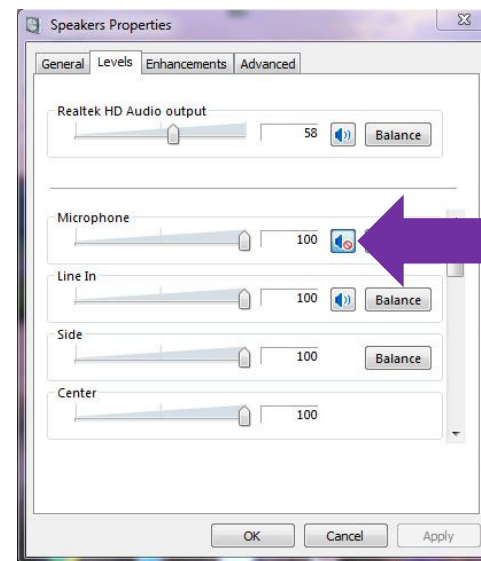 Speakers Properties
General Levels Enhancements Advanced
Realtek HD Audio output
58 Balance
Microphone
100
Line In
100 Balance
Side
100 Balance
Center
100
OK Cancel Apply